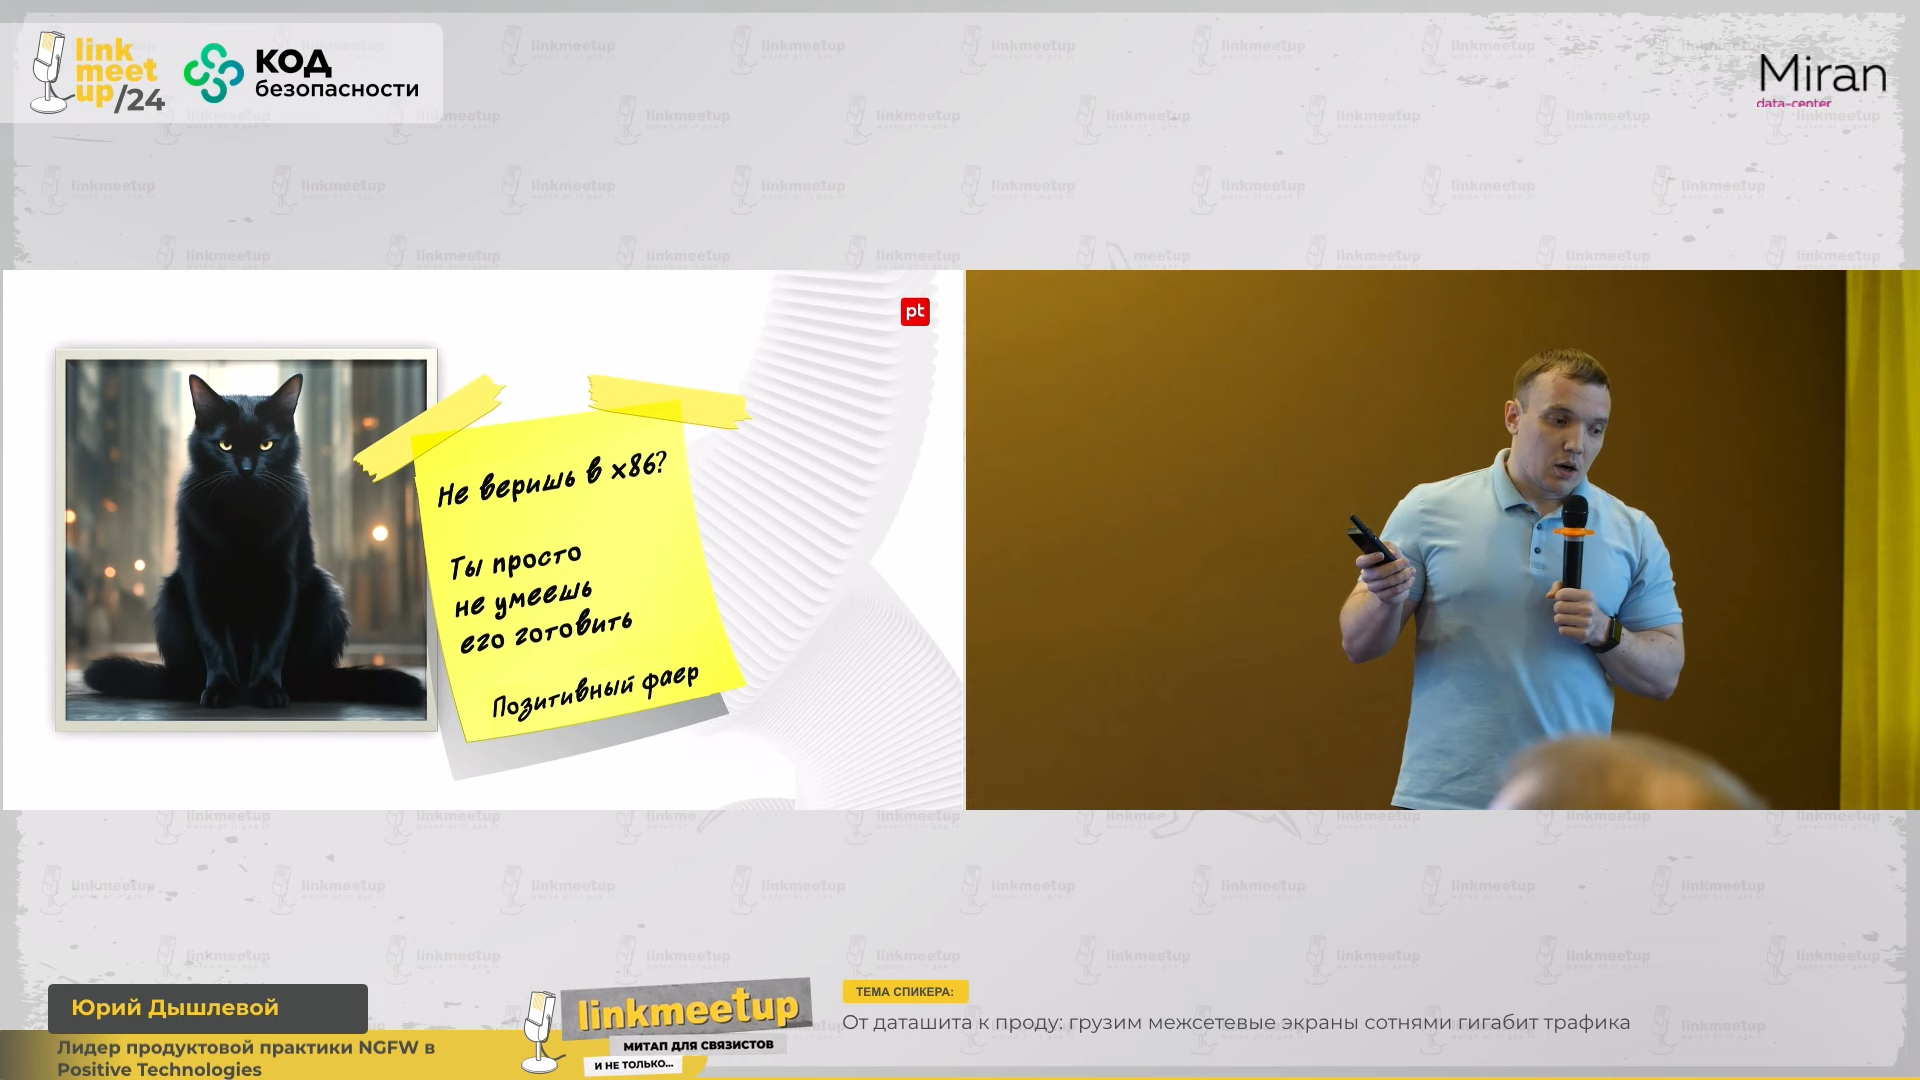 link
meet
up/24
КОД
безопасности
Miran
data-center
pt
Не веришь в x86?
Ты просто
не умеешь
его готовить
Позитивный фаер
Юрий Дышлевой
Лидер продуктовой практики NGFW в
Positive Technologies
linkmeetup
МИТАП ДЛЯ СВЯЗИСТОВ
И НЕ ТОЛЬКО...
ТЕМА СПИКЕРА:
От даташита к проду: грузим межсетевые экраны сотнями гигабит трафика